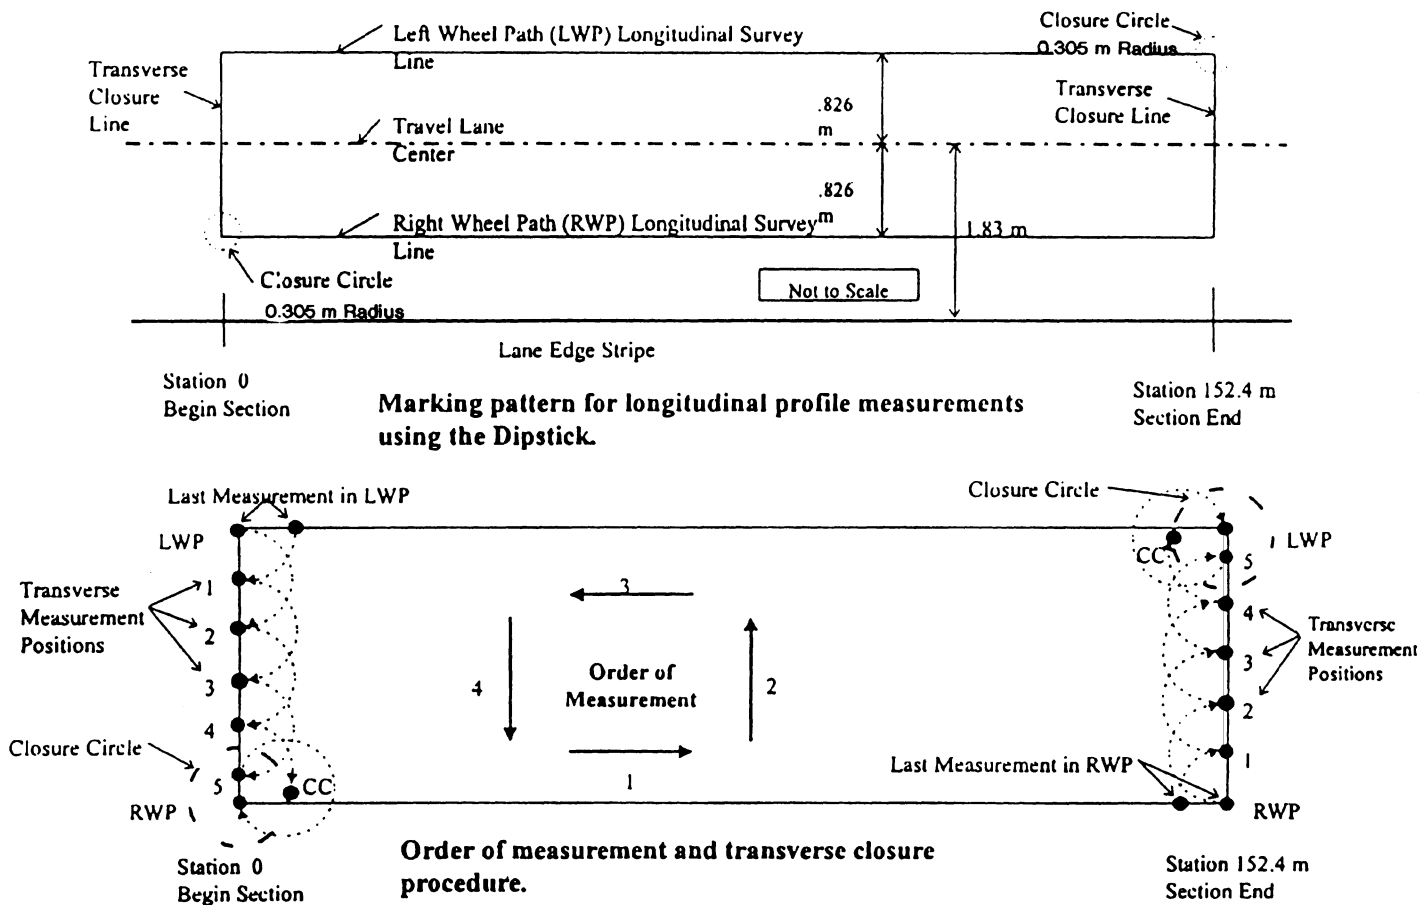 Left Wheel Path (LWP) Longitudinal Survey
Line
Closure Circle
0.305 m Radius
Transverse
Closure
Line
Transverse
Closure Line
.826
m
Travel Lane
Center
.826
m
Right Wheel Path (RWP) Longitudinal Survey
Line
1.83 m
Closure Circle
0.305 m Radius
Not to Scale
Lane Edge Stripe
Station 0
Begin Section
Station 152.4 m
Section End
Marking pattern for longitudinal profile measurements
using the Dipstick.
Last Measurement in LWP
Closure Circle
LWP
LWP
CC
5
1
Transverse
Measurement
Positions
2
3
4
3
4
Order of
Measurement
2
1
4
Transverse
Measurement
Positions
3
2
1
Closure Circle
5
CC
RWP
Last Measurement in RWP
RWP
Station 0
Begin Section
Order of measurement and transverse closure
procedure.
Station 152.4 m
Section End